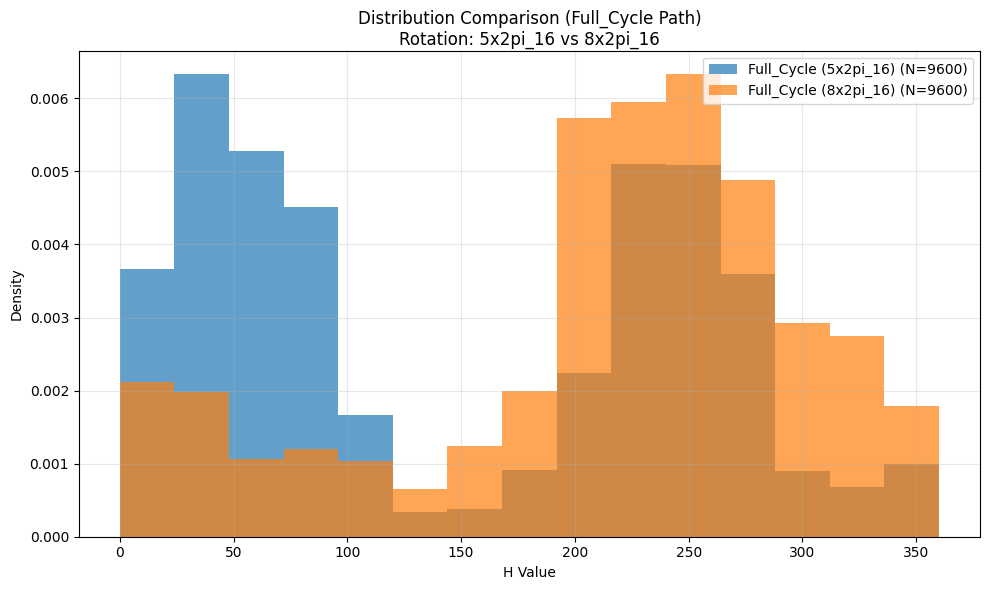 Distribution Comparison (Full_Cycle Path)
Rotation: 5x2pi_16 vs 8x2pi_16
Full_Cycle (5x2pi_16) (N=9600)
Full_Cycle (8x2pi_16) (N=9600)
0.006
0.005
0.004
0.003
0.002
0.001
0.000
Density
0 50 100 150 200 250 300 350
H Value